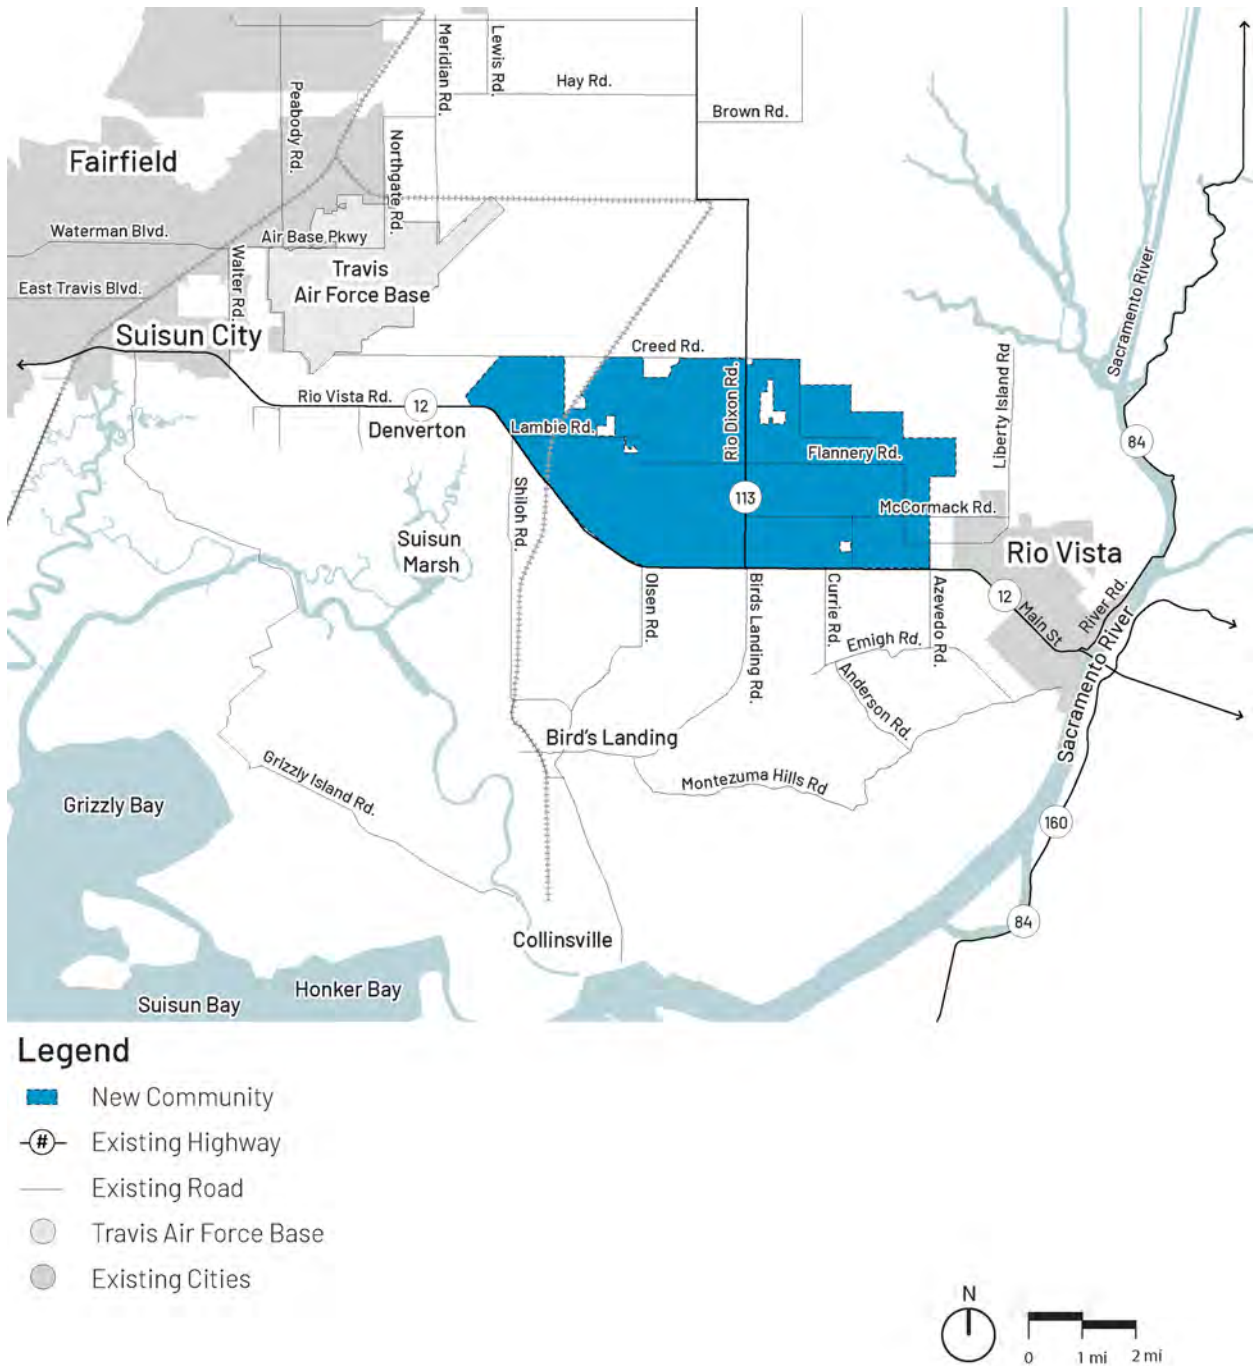 Peabody Rd.
Meridian Rd.
Lewis Rd.
Hay Rd.
Brown Rd.
Fairfield
Northgate Rd.
Waterman Blvd.
Air Base Pkwy
Walter Rd.
Travis
Air Force Base
East Travis Blvd.
Sacramento River
Suisun City
Creed Rd.
Rio Dixon Rd.
Liberty Island Rd
Rio Vista Rd.
12
Denverton
Lambie Rd.
Flannery Rd.
84
Shiloh Rd.
113
McCormack Rd.
Suisun
Marsh
Rio Vista
Olsen Rd.
Birds Landing Rd.
Currie Rd.
Azevedo Rd.
12
Main St
River Rd.
Emigh Rd.
Anderson Rd.
Sacramento River
Bird's Landing
Montezuma Hills Rd
Grizzly Island Rd.
Grizzly Bay
160
84
Collinsville
Honker Bay
Suisun Bay
Legend
New Community
# Existing Highway
Existing Road
Travis Air Force Base
Existing Cities
N
0 1 mi 2 mi